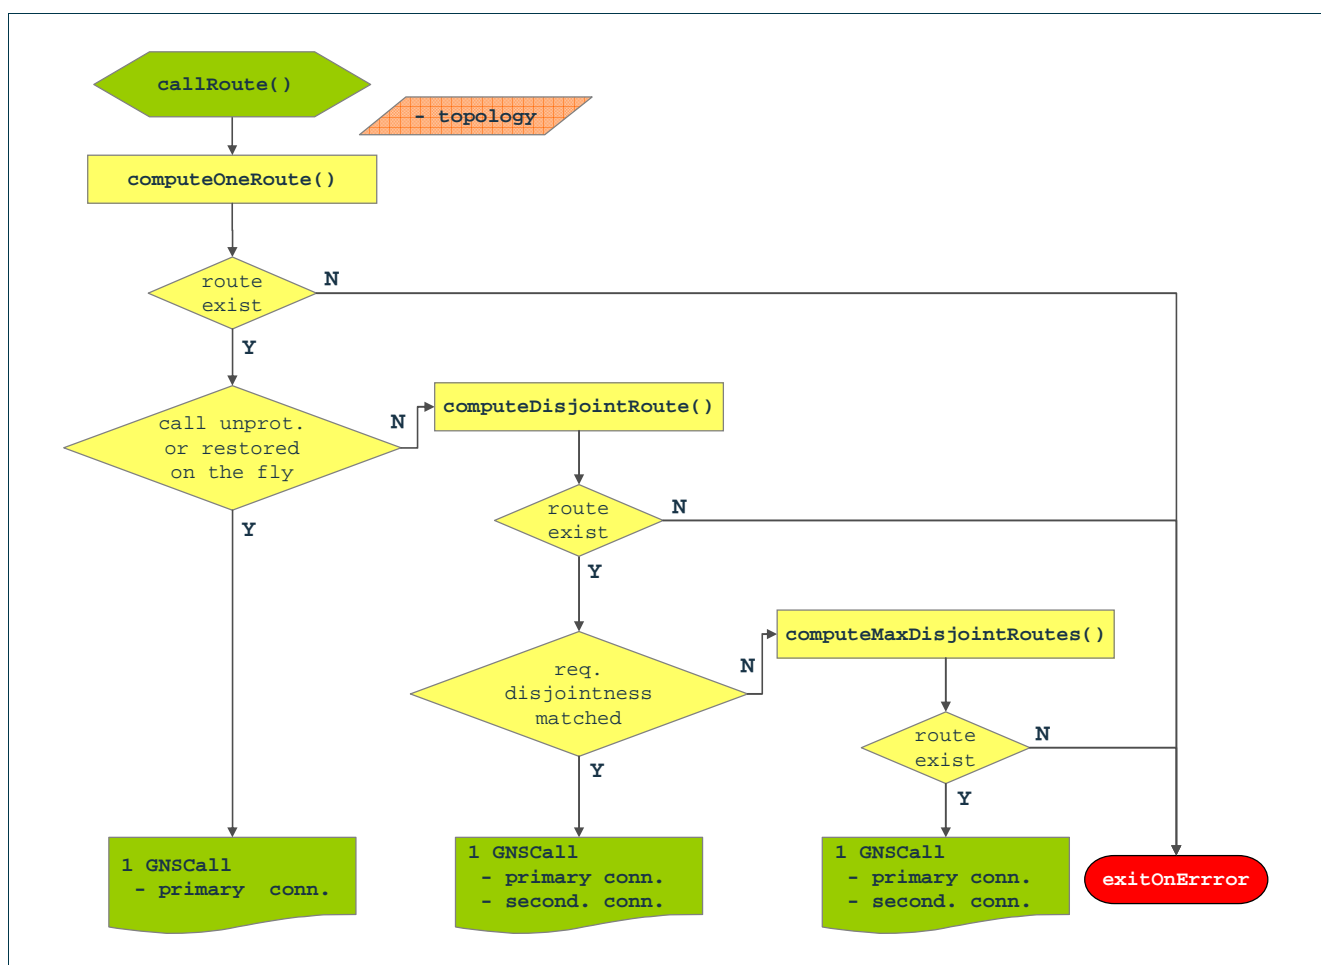 callRoute()
- topology
computeOneRoute()
route
exist
N
Y
call unprot.
or restored
on the fly
N
Y
computeDisjointRoute()
route
exist
N
Y
req.
disjointness
matched
N
Y
computeMaxDisjointRoutes()
route
exist
N
Y
1 GNSCall
- primary conn.
1 GNSCall
- primary conn.
- second. conn.
1 GNSCall
- primary conn.
- second. conn.
exitOnErrror